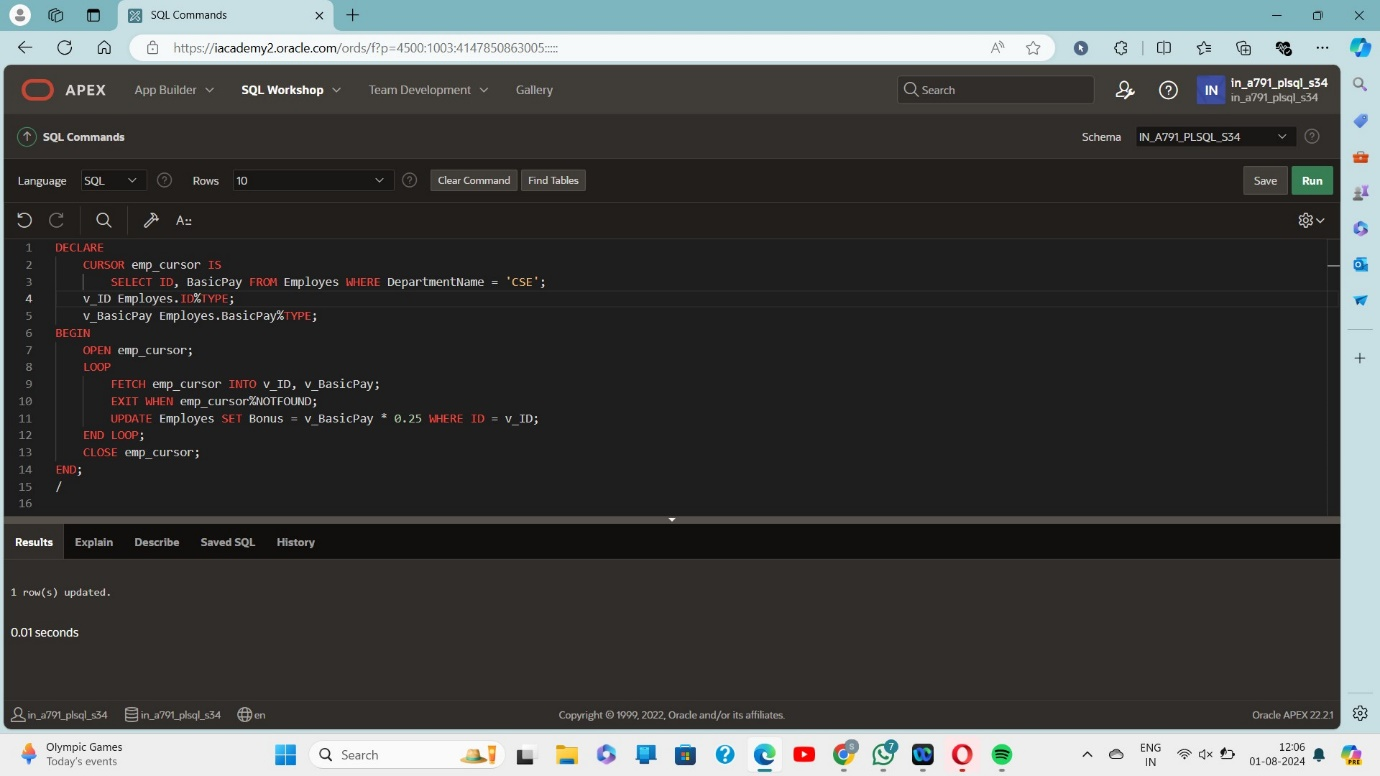 SQL Commands
https://iacademy2.oracle.com/ords/f?p=4500:1003:4147850863005:::::
APEX App Builder SQL Workshop Team Development Gallery Search IN in_a791_plsql_s34
in_a791_plsql_s34
SQL Commands Schema IN_A791_PLSQL_S34
Language SQL Rows 10 Clear Command Find Tables Save Run
A::
1 DECLARE
2 CURSOR emp_cursor IS
3 SELECT ID, BasicPay FROM Employes WHERE DepartmentName = 'CSE';
4 v_ID Employes.ID%TYPE;
5 v_BasicPay Employes.BasicPay%TYPE;
6 BEGIN
7 OPEN emp_cursor;
8 LOOP
9 FETCH emp_cursor INTO v_ID, v_BasicPay;
10 EXIT WHEN emp_cursor%NOTFOUND;
11 UPDATE Employes SET Bonus = v_BasicPay * 0.25 WHERE ID = v_ID;
12 END LOOP;
13 CLOSE emp_cursor;
14 END;
15 /
16
Results Explain Describe Saved SQL History
1 row(s) updated.
0.01 seconds
in_a791_plsql_s34 in_a791_plsql_s34 en Copyright © 1999, 2022, Oracle and/or its affiliates. Oracle APEX 22.2.1
Olympic Games
Today's events
Search
S
7
ENG
IN
12:06
01-08-2024
PRE